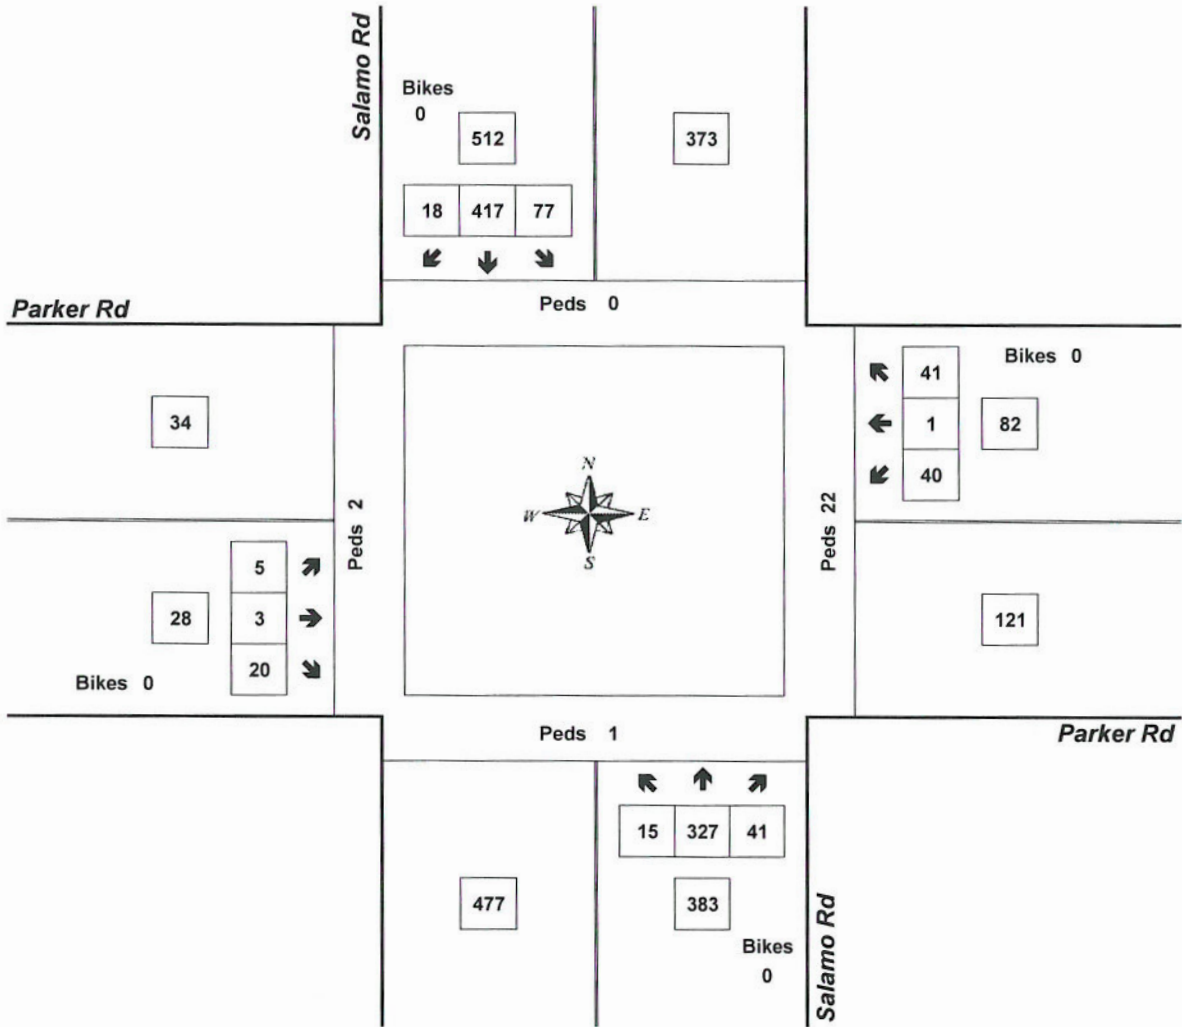 Salamo Rd
Bikes
0
512
373
18 417 77
Peds 0
Parker Rd
41
Bikes 0
34
1
82
40
N
W E
S
Peds 2
Peds 22
5
28
3
121
20
Bikes 0
Peds 1
Parker Rd
15 327 41
477
383
Bikes
0
Salamo Rd